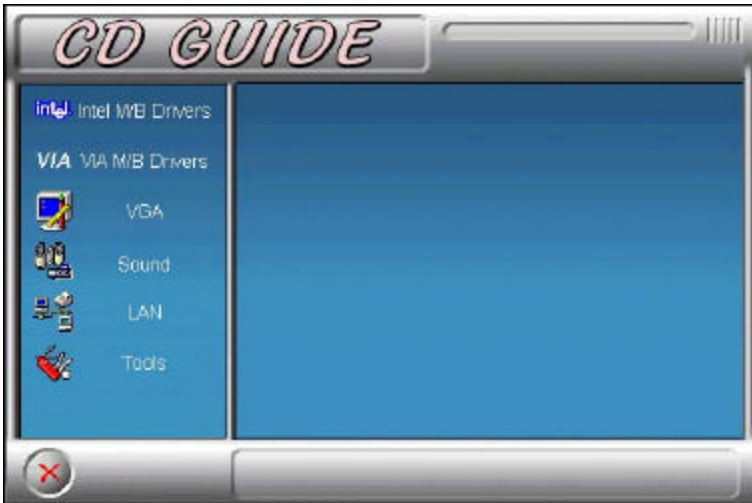 CD GUIDE
intel Intel M/B Drivers
VIA VIA M/B Drivers
VGA
Sound
LAN
Tools